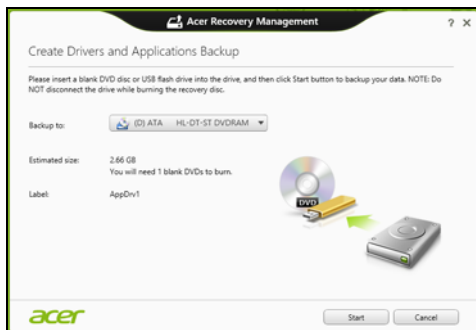 Acer Recovery Management
? X
Create Drivers and Applications Backup
Please insert a blank DVD disc or USB flash drive into the drive, and then click Start button to backup your data. NOTE: Do
NOT disconnect the drive while burning the recovery disc.
Backup to: (D) ATA HL-DT-ST DVDRAM
Estimated size: 2.66 GB
You will need 1 blank DVDs to burn.
Label: AppDrv1
DVD
acer
Start Cancel